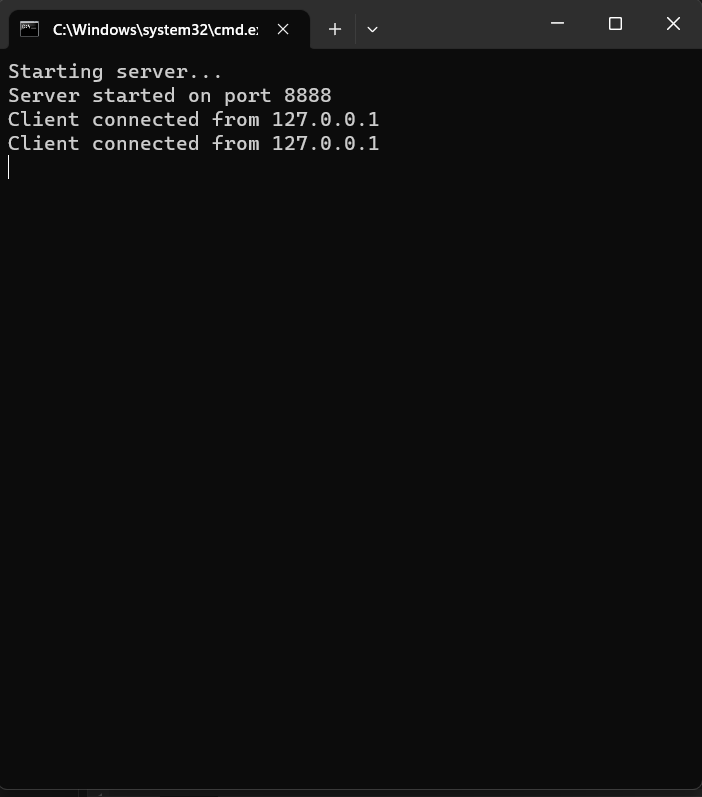 C:\Windows\system32\cmd.e
Starting server...
Server started on port 8888
Client connected from 127.0.0.1
Client connected from 127.0.0.1